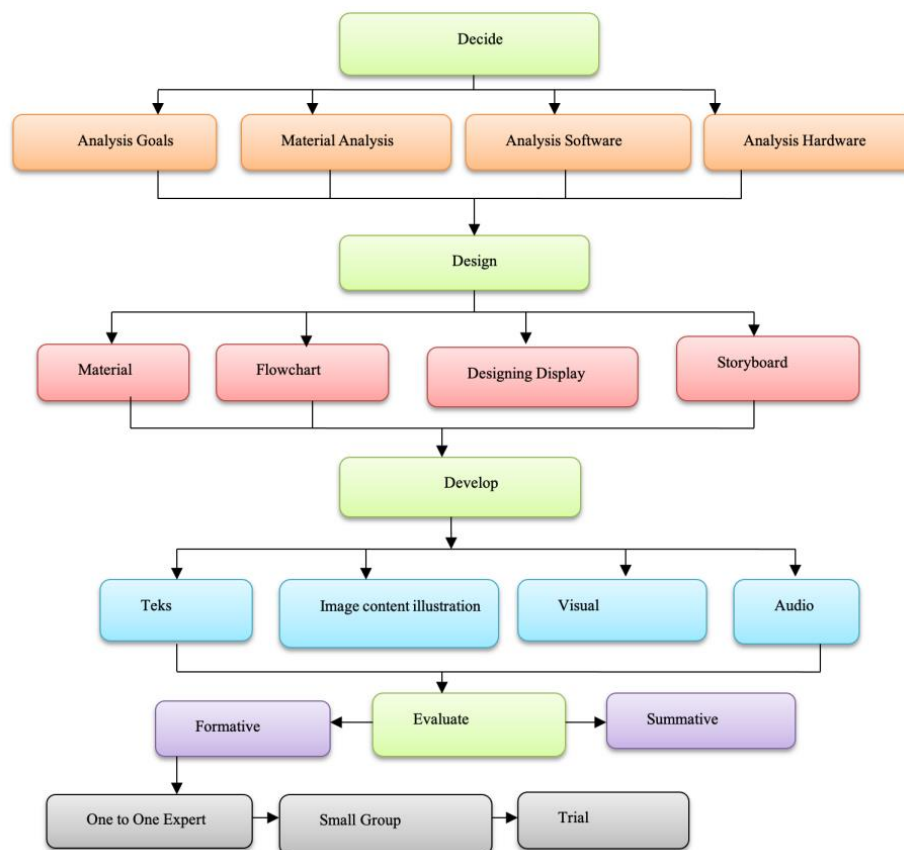 Decide
Analysis Goals
Material Analysis
Analysis Software
Analysis Hardware
Design
Material
Flowchart
Designing Display
Storyboard
Develop
Teks
Image content illustration
Visual
Audio
Formative
Evaluate
Summative
One to One Expert
Small Group
Trial